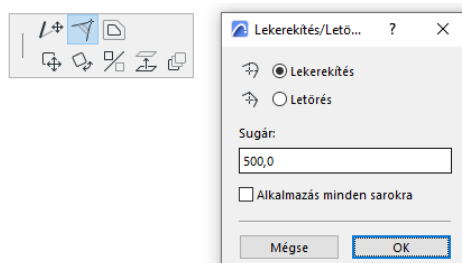 Lekerekítés/Letö... ?
Lekerekítés
Letörés
Sugár:
500,0
Alkalmazás minden sarokra
Mégse
OK